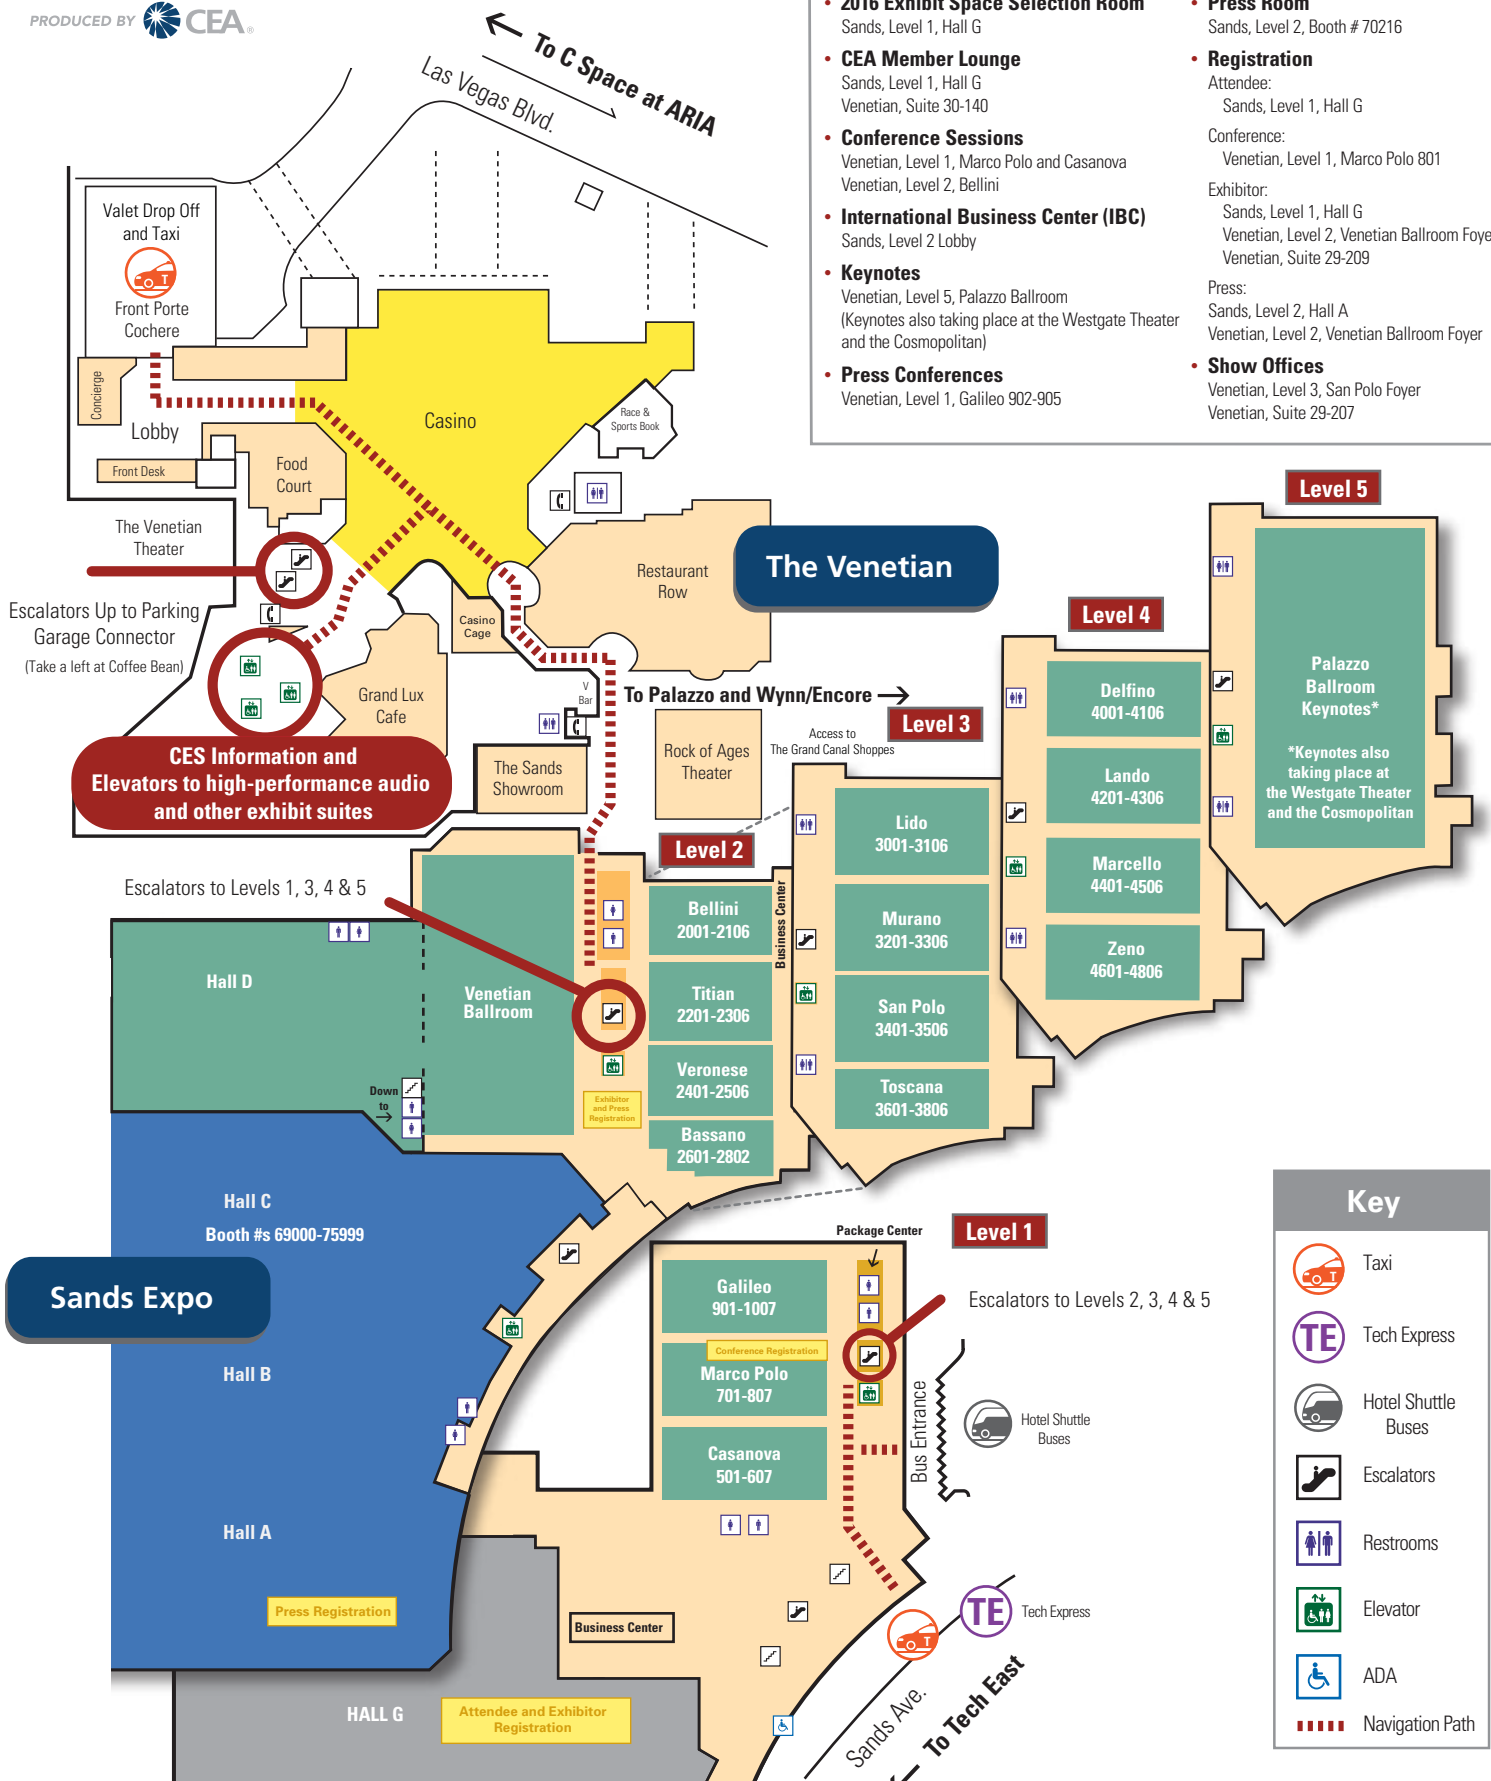 PRODUCED BY CEA®
To C Space at ARIA
Las Vegas Blvd.
• 2016 Exhibit Space Selection Room
Sands, Level 1, Hall G
• CEA Member Lounge
Sands, Level 1, Hall G
Venetian, Suite 30-140
• Conference Sessions
Venetian, Level 1, Marco Polo and Casanova
Venetian, Level 2, Bellini
• International Business Center (IBC)
Sands, Level 2 Lobby
• Keynotes
Venetian, Level 5, Palazzo Ballroom
(Keynotes also taking place at the Westgate Theater
and the Cosmopolitan)
• Press Conferences
Venetian, Level 1, Galileo 902-905
• Press Room
Sands, Level 2, Booth # 70216
• Registration
Attendee:
Sands, Level 1, Hall G
Conference:
Venetian, Level 1, Marco Polo 801
Exhibitor:
Sands, Level 1, Hall G
Venetian, Level 2, Venetian Ballroom Foye
Venetian, Suite 29-209
Press:
Sands, Level 2, Hall A
Venetian, Level 2, Venetian Ballroom Foyer
• Show Offices
Venetian, Level 3, San Polo Foyer
Venetian, Suite 29-207
Valet Drop Off
and Taxi
T
Front Porte
Cochere
Concierge
Lobby
Front Desk
Food
Court
Casino
Race &
Sports Book
The Venetian
Theater
Escalators Up to Parking
Garage Connector
(Take a left at Coffee Bean)
Casino
Cage
Restaurant
Row
The Venetian
Grand Lux
Cafe
V
Bar
To Palazzo and Wynn/Encore
CES Information and
Elevators to high-performance audio
and other exhibit suites
The Sands
Showroom
Rock of Ages
Theater
Access to
The Grand Canal Shoppes
Level 5
Palazzo
Ballroom
Keynotes*
*Keynotes also
taking place at
the Westgate Theater
and the Cosmopolitan
Level 4
Delfino
4001-4106
Lando
4201-4306
Marcello
4401-4506
Zeno
4601-4806
Level 3
Lido
3001-3106
Murano
3201-3306
San Polo
3401-3506
Toscana
3601-3806
Level 2
Escalators to Levels 1, 3, 4 & 5
Bellini
2001-2106
Titian
2201-2306
Veronese
2401-2506
Bassano
2601-2802
Business Center
Venetian
Ballroom
Exhibitor
and Press
Registration
Hall D
Down
to
Hall C
Booth #s 69000-75999
Sands Expo
Hall B
Hall A
Press Registration
Level 1
Package Center
Galileo
901-1007
Conference Registration
Marco Polo
701-807
Casanova
501-607
Escalators to Levels 2, 3, 4 & 5
Bus Entrance
Hotel Shuttle
Buses
Business Center
HALL G
Attendee and Exhibitor
Registration
T
TE
Tech Express
Sands Ave.
To Tech East
Key
T
Taxi
TE
Tech Express
Hotel Shuttle
Buses
Escalators
Restrooms
Elevator
ADA
Navigation Path